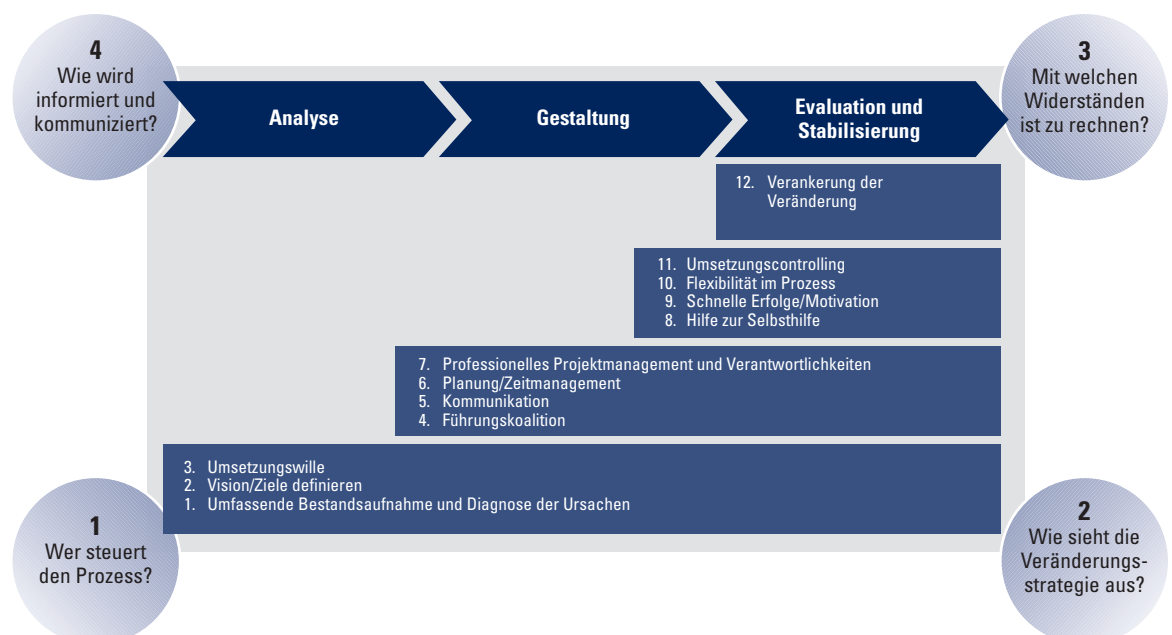 4
Wie wird
informiert und
kommuniziert?
3
Mit welchen
Widerständen
ist zu rechnen?
Analyse
Gestaltung
Evaluation und
Stabilisierung
12. Verankerung der
Veränderung
11. Umsetzungscontrolling
10. Flexibilität im Prozess
9. Schnelle Erfolge/Motivation
8. Hilfe zur Selbsthilfe
7. Professionelles Projektmanagement und Verantwortlichkeiten
6. Planung/Zeitmanagement
5. Kommunikation
4. Führungskoalition
3. Umsetzungswille
2. Vision/Ziele definieren
1. Umfassende Bestandsaufnahme und Diagnose der Ursachen
1
Wer steuert
den Prozess?
2
Wie sieht die
Veränderungs-
strategie aus?